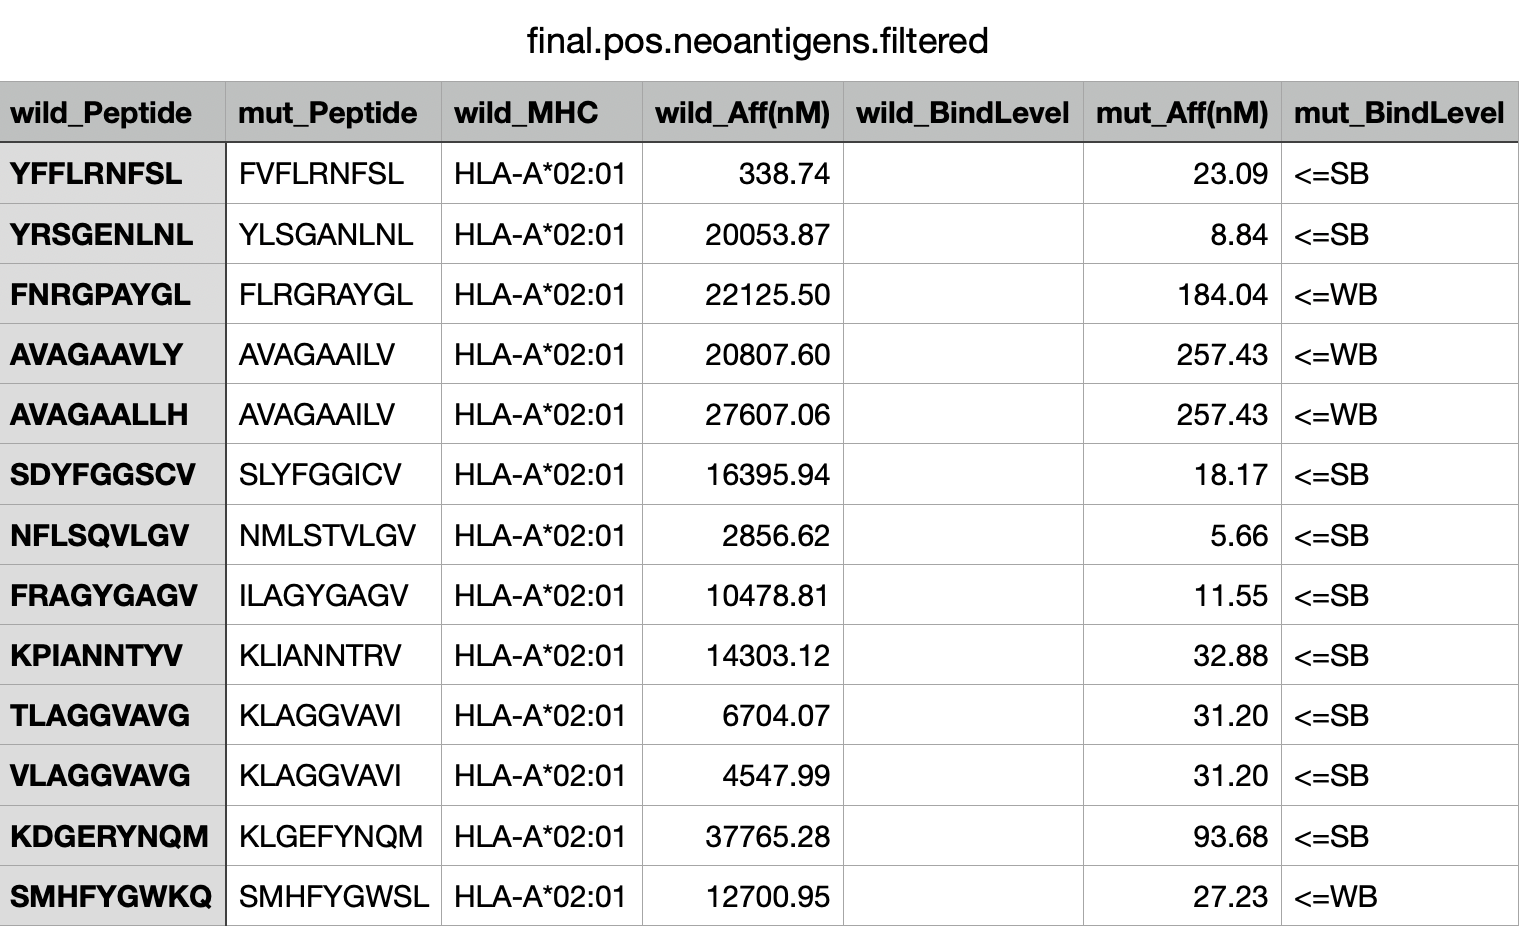 final.pos.neoantigens.filtered
wild_Peptide mut_Peptide wild_MHC wild_Aff(nM) wild_BindLevel mut_Aff(nM) mut_BindLevel
YFFLRNFSL FVFLRNFSL HLA-A*02:01 338.74 23.09 <=SB
YRSGENLNL YLSGANLNL HLA-A*02:01 20053.87 8.84 <=SB
FNRGPAYGL FLRGRAYGL HLA-A*02:01 22125.50 184.04 <=WB
AVAGAAVLY AVAGAAILV HLA-A*02:01 20807.60 257.43 <=WB
AVAGAALLH AVAGAAILV HLA-A*02:01 27607.06 257.43 <=WB
SDYFGGSCV SLYFGGICV HLA-A*02:01 16395.94 18.17 <=SB
NFLSQVLGV NMLSTVLGV HLA-A*02:01 2856.62 5.66 <=SB
FRAGYGAGV ILAGYGAGV HLA-A*02:01 10478.81 11.55 <=SB
KPIANNTYV KLIANNTRV HLA-A*02:01 14303.12 32.88 <=SB
TLAGGVAVG KLAGGVAVI HLA-A*02:01 6704.07 31.20 <=SB
VLAGGVAVG KLAGGVAVI HLA-A*02:01 4547.99 31.20 <=SB
KDGERYNQM KLGEFYNQM HLA-A*02:01 37765.28 93.68 <=SB
SMHFYGWKQ SMHFYGWSL HLA-A*02:01 12700.95 27.23 <=WB